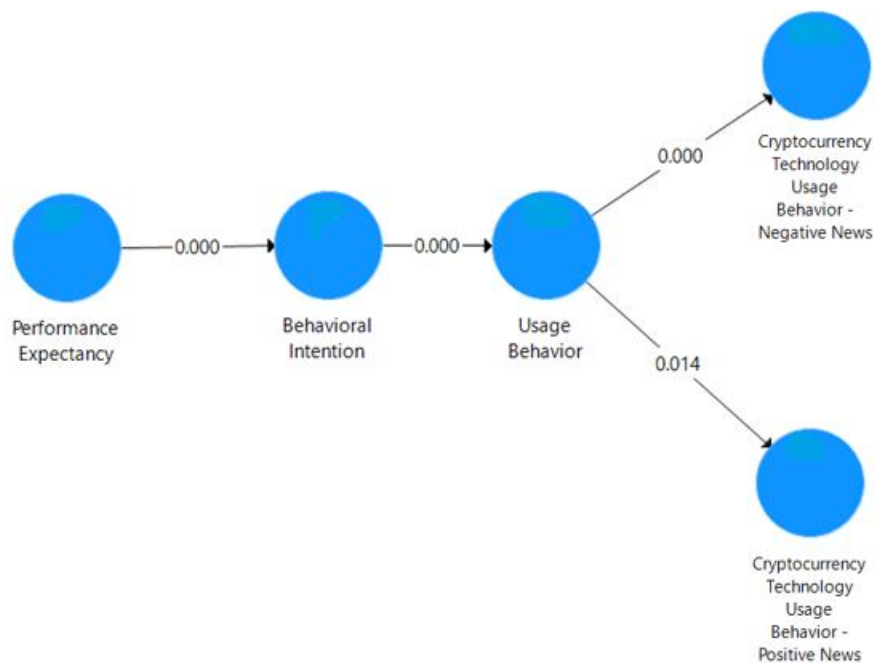 Cryptocurrency
Technology
Usage
Behavior -
Negative News
0.000
0.000
0.000
Performance
Expectancy
Behavioral
Intention
Usage
Behavior
0.014
Cryptocurrency
Technology
Usage
Behavior -
Positive News